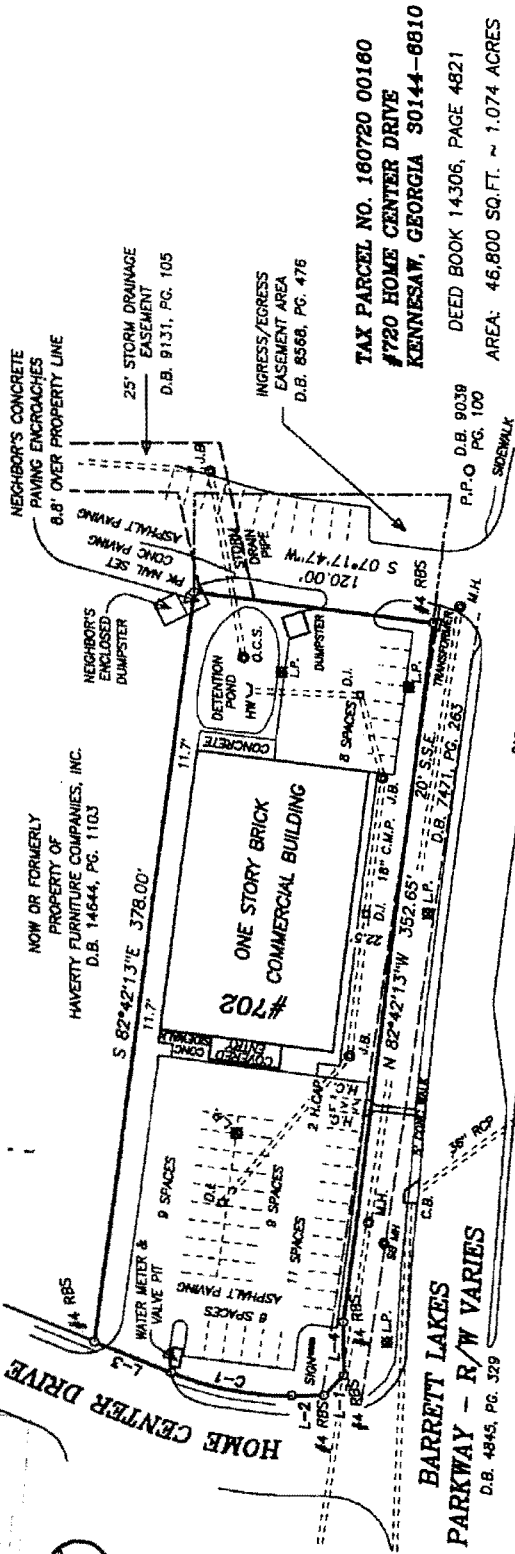 NOW OR FORMERLY
PROPERTY OF
HAVERTY FURNITURE COMPANIES, INC.
D.B. 14644, PG. 1103
NEIGHBOR'S CONCRETE
PAVING ENCROACHES
8.8' OVER PROPERTY LINE
25' STORM DRAINAGE
EASEMENT
D.B. 9131, PG. 105
INGRESS/EGRESS
EASEMENT AREA
D.B. 8568, PG. 476
TAX PARCEL NO. 160720 00160
#720 HOME CENTER DRIVE
KENNESAW, GEORGIA 30144-6810
DEED BOOK 14306, PAGE 4821
AREA: 46,800 SQ.FT. ~ 1.074 ACRES
NEIGHBOR'S
ENCLOSED
DUMPSTER
PK NAIL SET
CONC PAVING
ASPHALT PAVING
J.B.
STORM
DRAIN
PIPE
120.00'
S 07°17'47"W
P.P.
D.B. 9039
PG. 100
SIDEWALK
#4 RBS
M.H.
TRANSFORMER
L.P.
DETENTION
POND
O.C.S.
HW
L.P.
DUMPSTER
D.I.
8 SPACES
CONCRETE
11.7'
S 82°42'13"E 378.00'
11.7'
ONE STORY BRICK
COMMERCIAL BUILDING
#702
CONC
SIDEWALK
COVERED
ENTRY
J.B.
18" C.M.P.
D.I.
J.B.
20' S.S.E.
D.B. 7471, PG. 263
L.P.
N 82°42'13"W 352.65'
2 H.CAP
H.C.
H.C.
5' CONC WALK
36" RCP
C.B.
M.H.
SS MH
L.P.
9 SPACES
D.I.
9 SPACES
11 SPACES
ASPHALT PAVING
6 SPACES
WATER METER &
VALVE PIT
SIGN
#4 RBS
L-3
C-1
L-2
L-1
L-4
#4 RBS
#4 RBS
#4 RBS
HOME CENTER DRIVE
BARRETT LAKES
PARKWAY - R/W VARIES
D.B. 4845, PG. 329